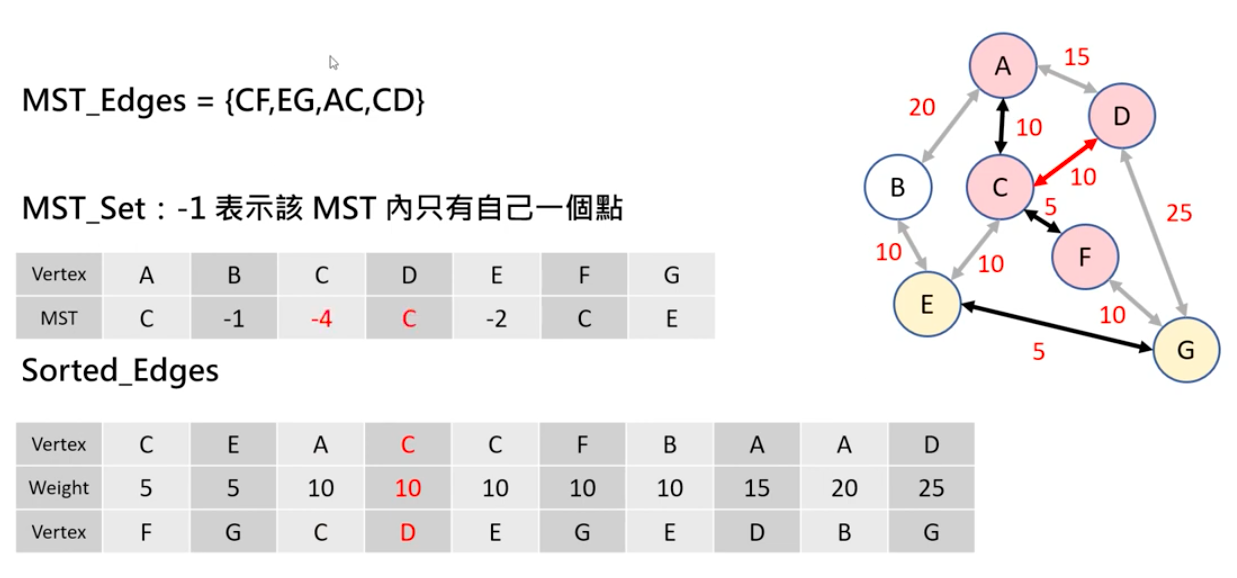 MST_Edges = {CF,EG,AC,CD}
MST_Set：-1 表示該 MST 內只有自己一個點
Vertex A B C D E F G
MST C -1 -4 C -2 C E
Sorted_Edges
Vertex C E A C C F B A A D
Weight 5 5 10 10 10 10 10 15 20 25
Vertex F G C D E G E D B G
A
15
20
10
D
B
C
10
5
25
10
10
F
E
10
5
G